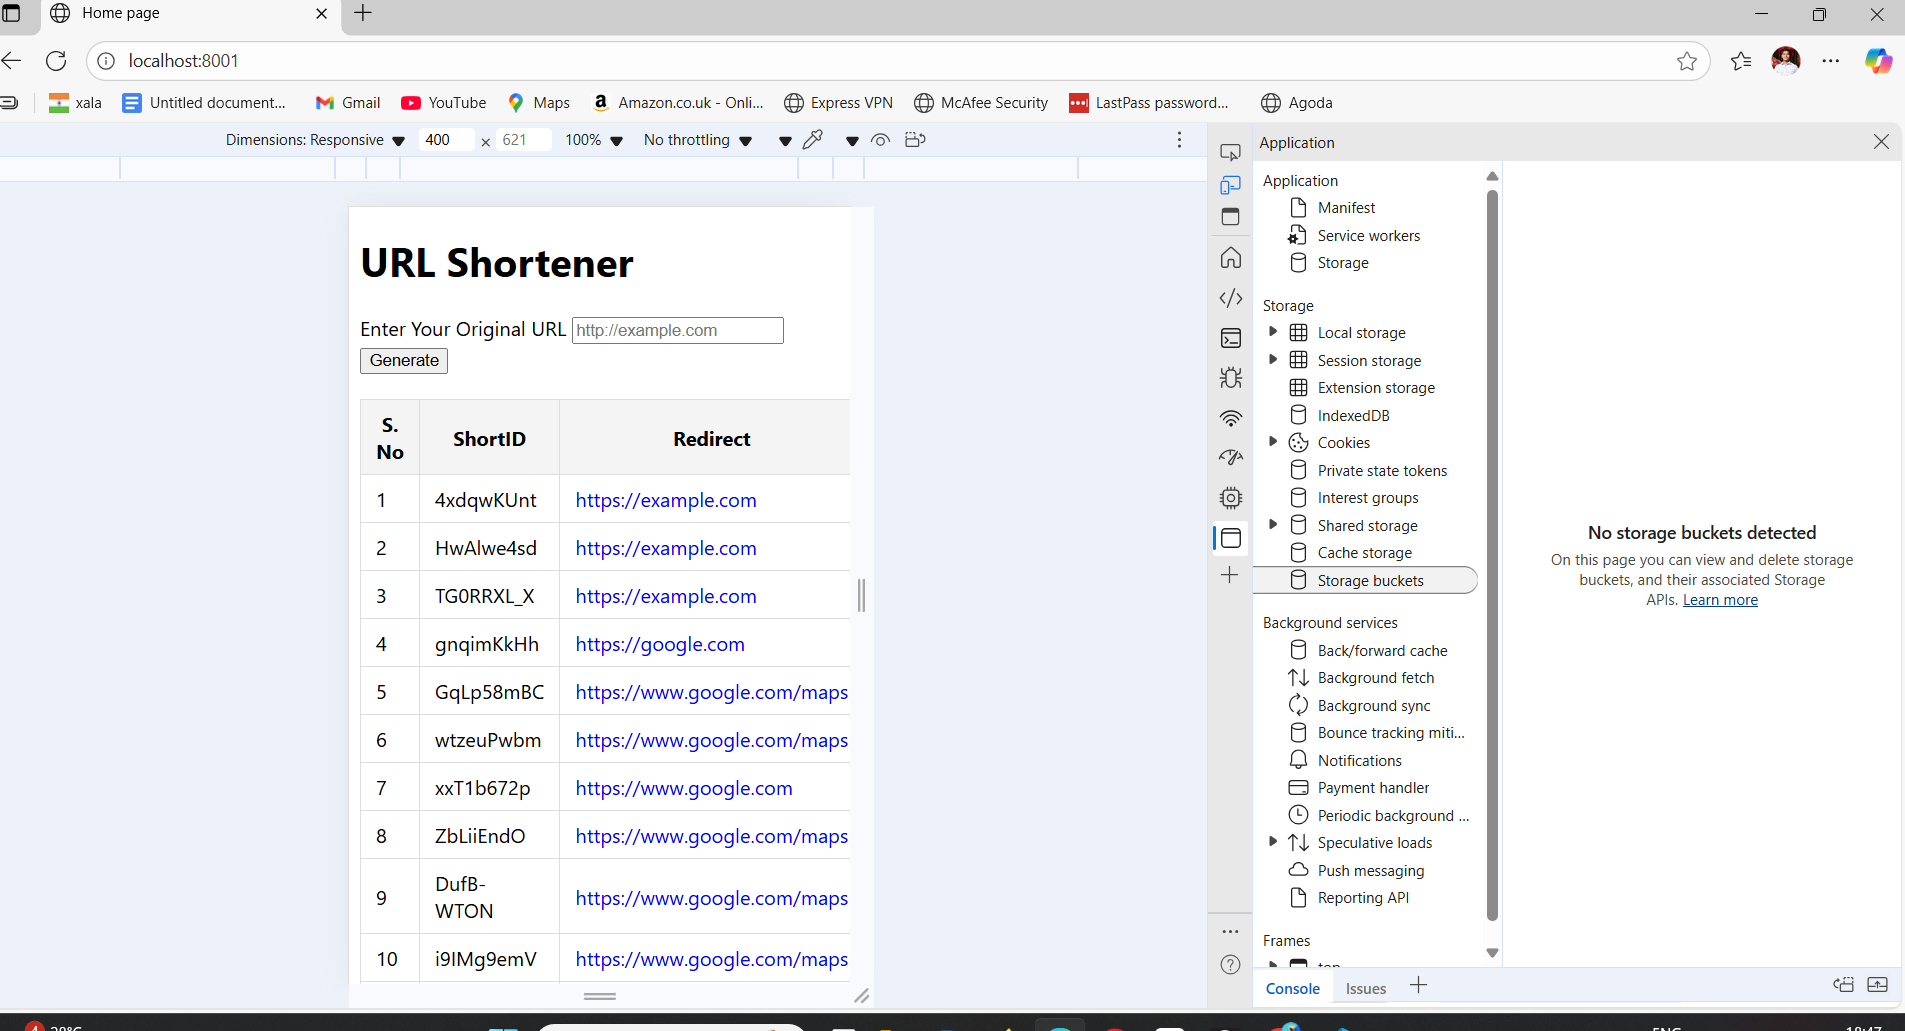 Home page
localhost:8001
xala
Untitled document...
Gmail
YouTube
Maps
Amazon.co.uk - Onli...
Express VPN
McAfee Security
LastPass password...
Agoda
Dimensions: Responsive
400
×
621
100%
No throttling
URL Shortener
Enter Your Original URL
http://example.com
Generate
S. No
ShortID
Redirect
1
4xdqwKUnt
https://example.com
2
HwAlwe4sd
https://example.com
3
TG0RRXL_X
https://example.com
4
gnqimKkHh
https://google.com
5
GqLp58mBC
https://www.google.com/maps
6
wtzeuPwbm
https://www.google.com/maps
7
xxT1b672p
https://www.google.com
8
ZbLiiEndO
https://www.google.com/maps
9
DufB-
WTON
https://www.google.com/maps
10
i9IMg9emV
https://www.google.com/maps
Application
Application
Manifest
Service workers
Storage
Storage
Local storage
Session storage
Extension storage
IndexedDB
Cookies
Private state tokens
Interest groups
Shared storage
Cache storage
Storage buckets
Background services
Back/forward cache
Background fetch
Background sync
Bounce tracking miti...
Notifications
Payment handler
Periodic background ...
Speculative loads
Push messaging
Reporting API
Frames
No storage buckets detected
On this page you can view and delete storage
buckets, and their associated Storage
APIs. Learn more
Console
Issues